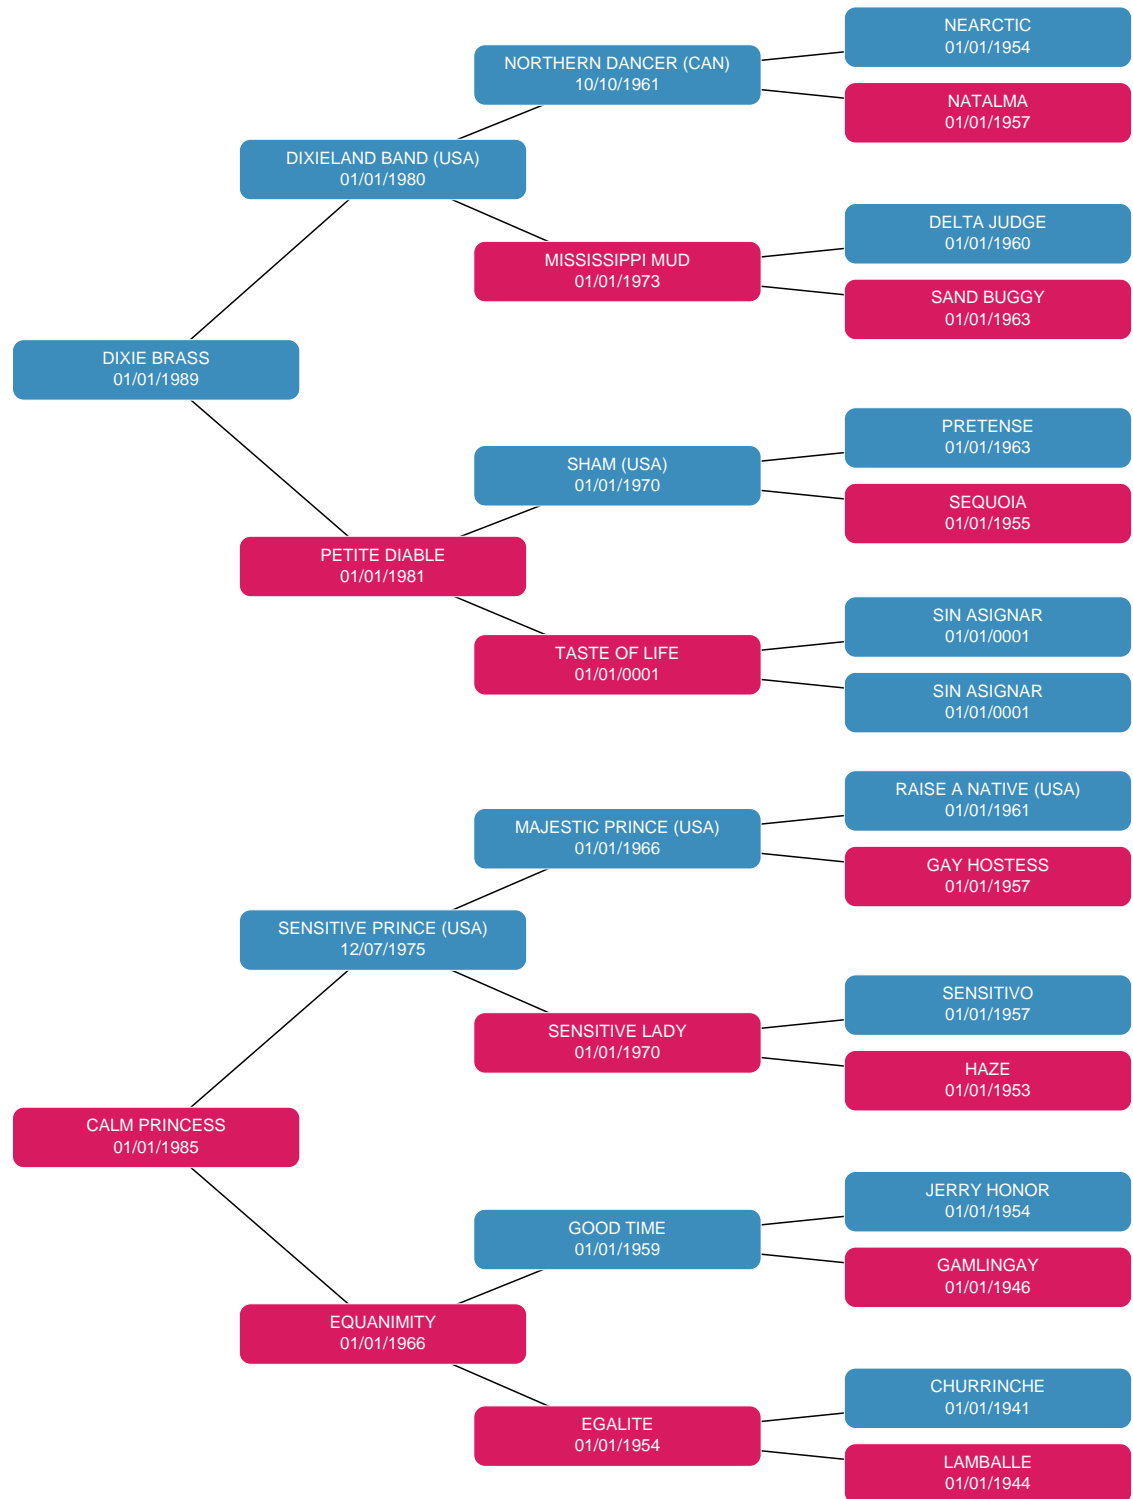 NEARCTIC
01/01/1954
NORTHERN DANCER (CAN)
10/10/1961
NATALMA
01/01/1957
DIXIELAND BAND (USA)
01/01/1980
DELTA JUDGE
01/01/1960
MISSISSIPPI MUD
01/01/1973
SAND BUGGY
01/01/1963
DIXIE BRASS
01/01/1989
PRETENSE
01/01/1963
SHAM (USA)
01/01/1970
SEQUOIA
01/01/1955
PETITE DIABLE
01/01/1981
SIN ASIGNAR
01/01/0001
TASTE OF LIFE
01/01/0001
SIN ASIGNAR
01/01/0001
RAISE A NATIVE (USA)
01/01/1961
MAJESTIC PRINCE (USA)
01/01/1966
GAY HOSTESS
01/01/1957
SENSITIVE PRINCE (USA)
12/07/1975
SENSITIVO
01/01/1957
SENSITIVE LADY
01/01/1970
HAZE
01/01/1953
CALM PRINCESS
01/01/1985
JERRY HONOR
01/01/1954
GOOD TIME
01/01/1959
GAMLINGAY
01/01/1946
EQUANIMITY
01/01/1966
CHURRINCHE
01/01/1941
EGALITE
01/01/1954
LAMBALLE
01/01/1944